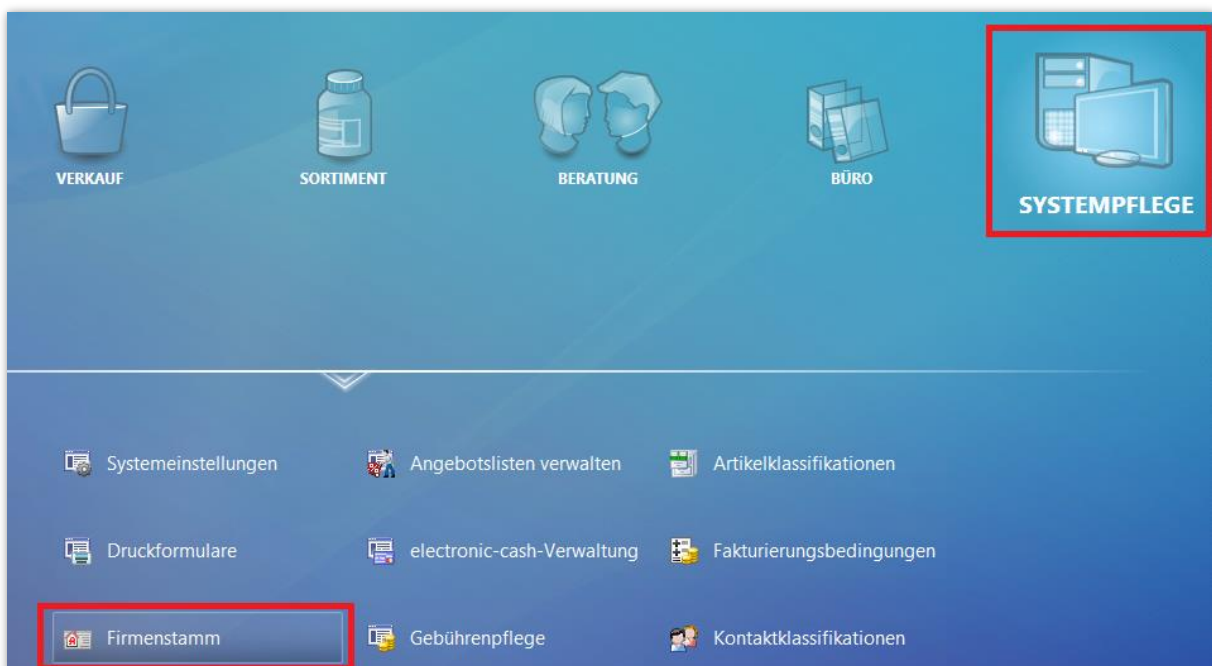 VERKAUF SORTIMENT BERATUNG BÜRO
SYSTEMPFLEGE
Systemeinstellungen Angebotslisten verwalten Artikelklassifikationen
Druckformulare electronic-cash-Verwaltung Fakturierungsbedingungen
Firmenstamm Gebührenpflege Kontaktklassifikationen